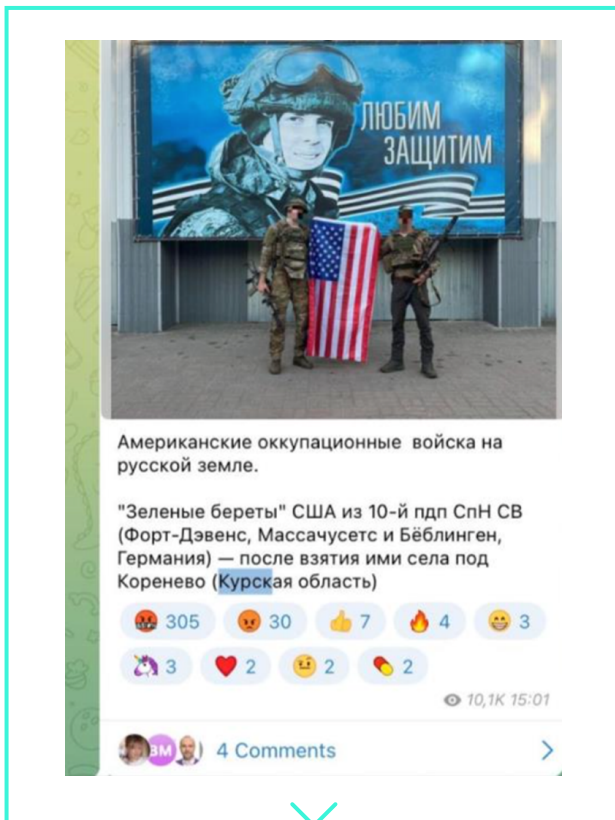 ЛЮБИМ
ЗАЩИТИМ
Американские оккупационные войска на
русской земле.
"Зеленые береты" США из 10-й пдп СпН СВ
(Форт-Дэвенс, Массачусетс и Бёблинген,
Германия) — после взятия ими села под
Коренево (Курская область)
305 30 7 4 3
3 2 2 2
10,1K 15:01
ВМ 4 Comments